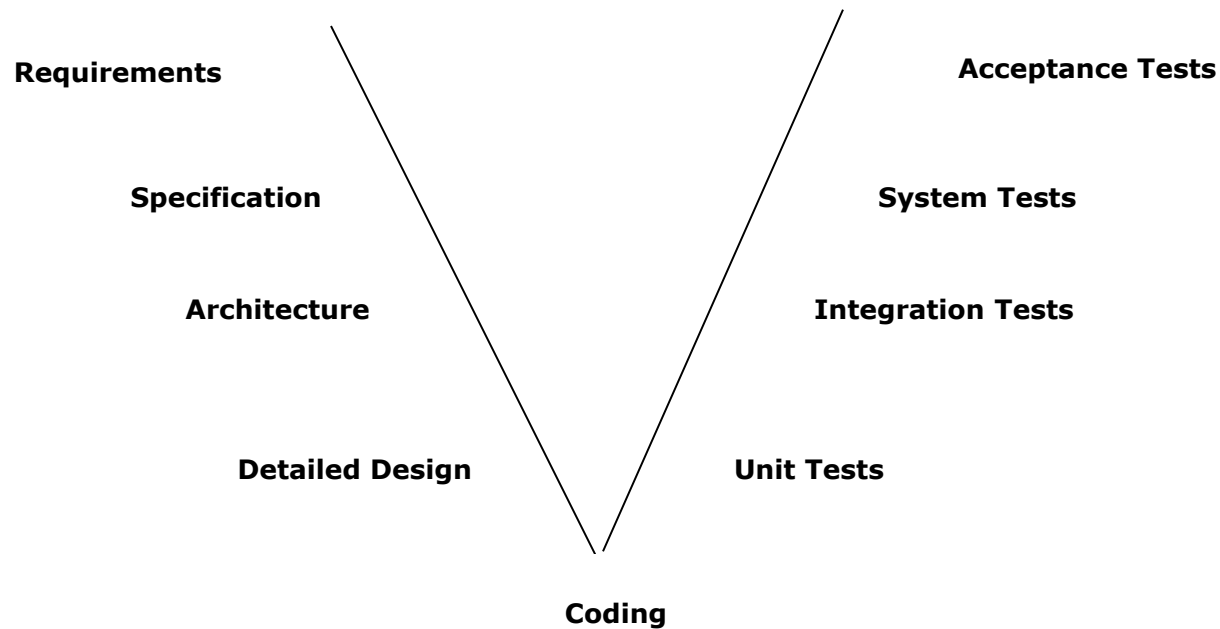 Requirements
Acceptance Tests
Specification
System Tests
Architecture
Integration Tests
Detailed Design
Unit Tests
Coding